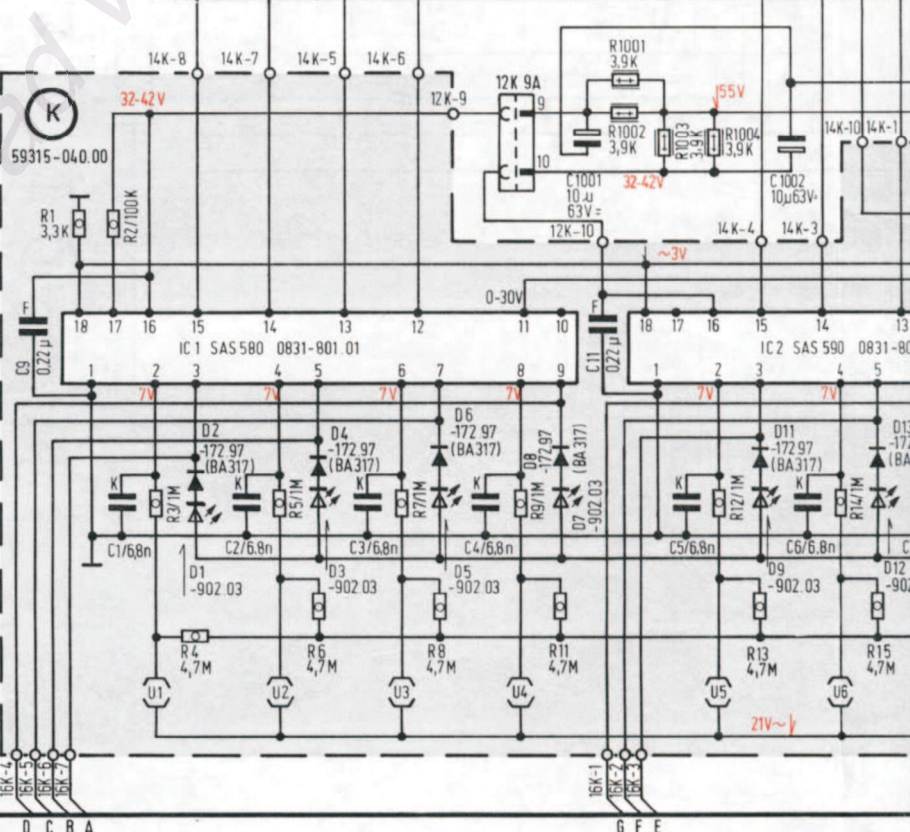 14K-8 14K-7 14K-5 14K-6
R1001
3,9K
12K 9A
55V
K
32-42V
12K-9
9
R1002
3,9K
R1003
3,9K
R1004
3,9K
14K-10 14K-1
59315-040.00
10
32-42V
C1001
10µ
63V=
C1002
10µ63V=
R1
3,3K
R2/100K
12K-10
14K-4 14K-3
~3V
0-30V
F
C9
0,22µ
18 17 16 15 14 13 12 11 10
IC1 SAS 580 0831-801.01
1 2 3 4 5 6 7 8 9
F
C11
0,22µ
18 17 16 15 14 13
IC2 SAS 590 0831-80
1 2 3 4 5
7V 7V 7V 7V 7V 7V
D2
-172.97
(BA317)
D4
-172.97
(BA317)
D6
-172.97
(BA317)
D8
-172.97
(BA317)
D11
-172.97
(BA317)
D13
-172.97
(BA
K K K K K K
R3/1M R5/1M R7/1M R9/1M R12/1M R14/1M
D7
-902.03
C1/6,8n C2/6,8n C3/6,8n C4/6,8n C5/6,8n C6/6,8n C
D1
-902.03
D3
-902.03
D5
-902.03
D9
-902.03
D12
-902
R4
4,7M
R6
4,7M
R8
4,7M
R11
4,7M
R13
4,7M
R15
4,7M
U1 U2 U3 U4 U5 U6
21V~
16K-4 16K-5 16K-6 16K-7
16K-1 16K-2 16K-3
D C B A
G F E